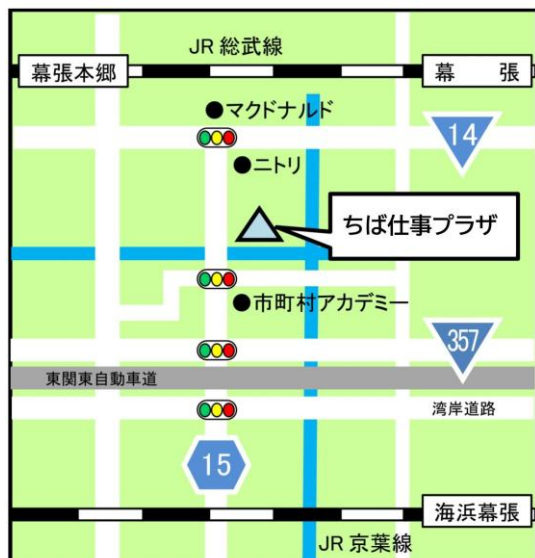 JR 総武線
幕張本郷
幕 張
マクドナルド
14
ニトリ
ちば仕事プラザ
市町村アカデミー
357
東関東自動車道
湾岸道路
15
海浜幕張
JR 京葉線